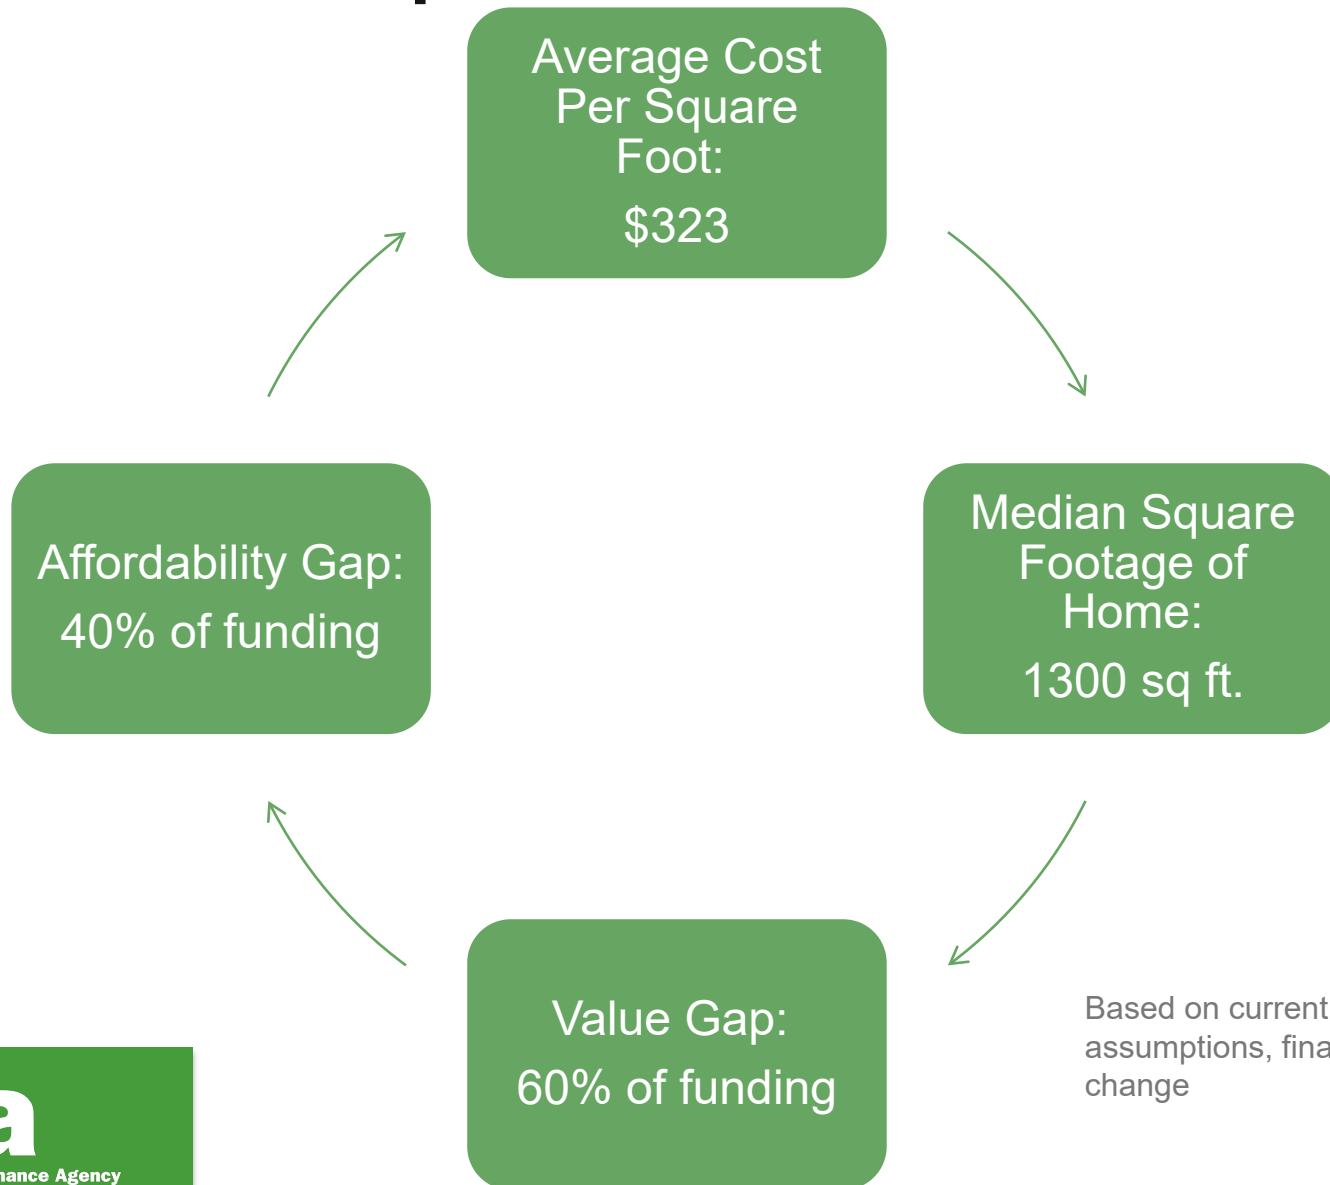 Average Cost
Per Square
Foot:
$323
Affordability Gap:
40% of funding
Median Square
Footage of
Home:
1300 sq ft.
Value Gap:
60% of funding
Based on current
assumptions,
change
a
Agency